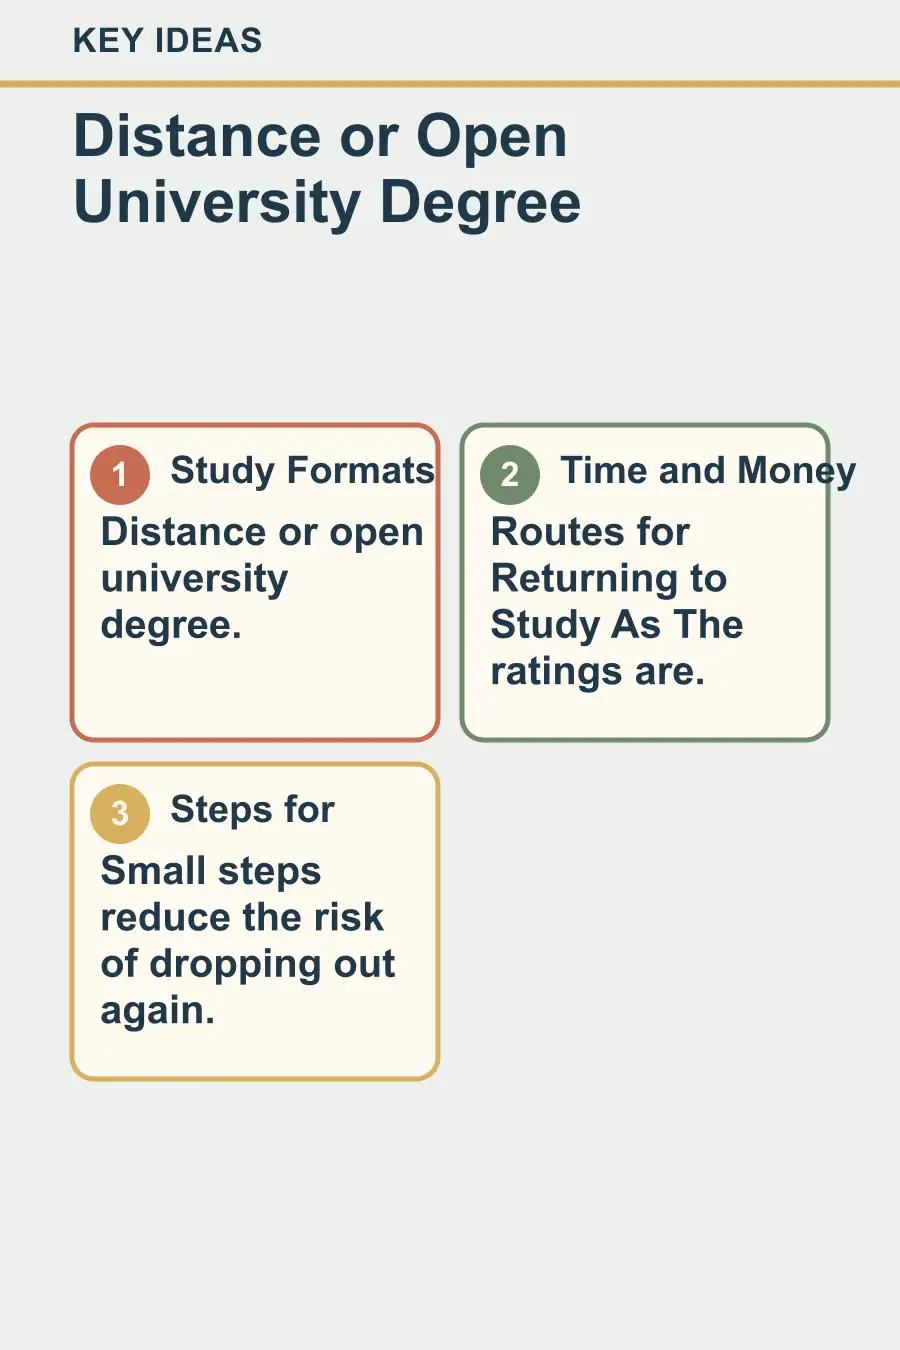 KEY IDEAS
Distance or Open
University Degree
1 Study Formats
Distance or open
university
degree.
2 Time and Money
Routes for
Returning to
Study As The
ratings are.
3 Steps for
Small steps
reduce the risk
of dropping out
again.